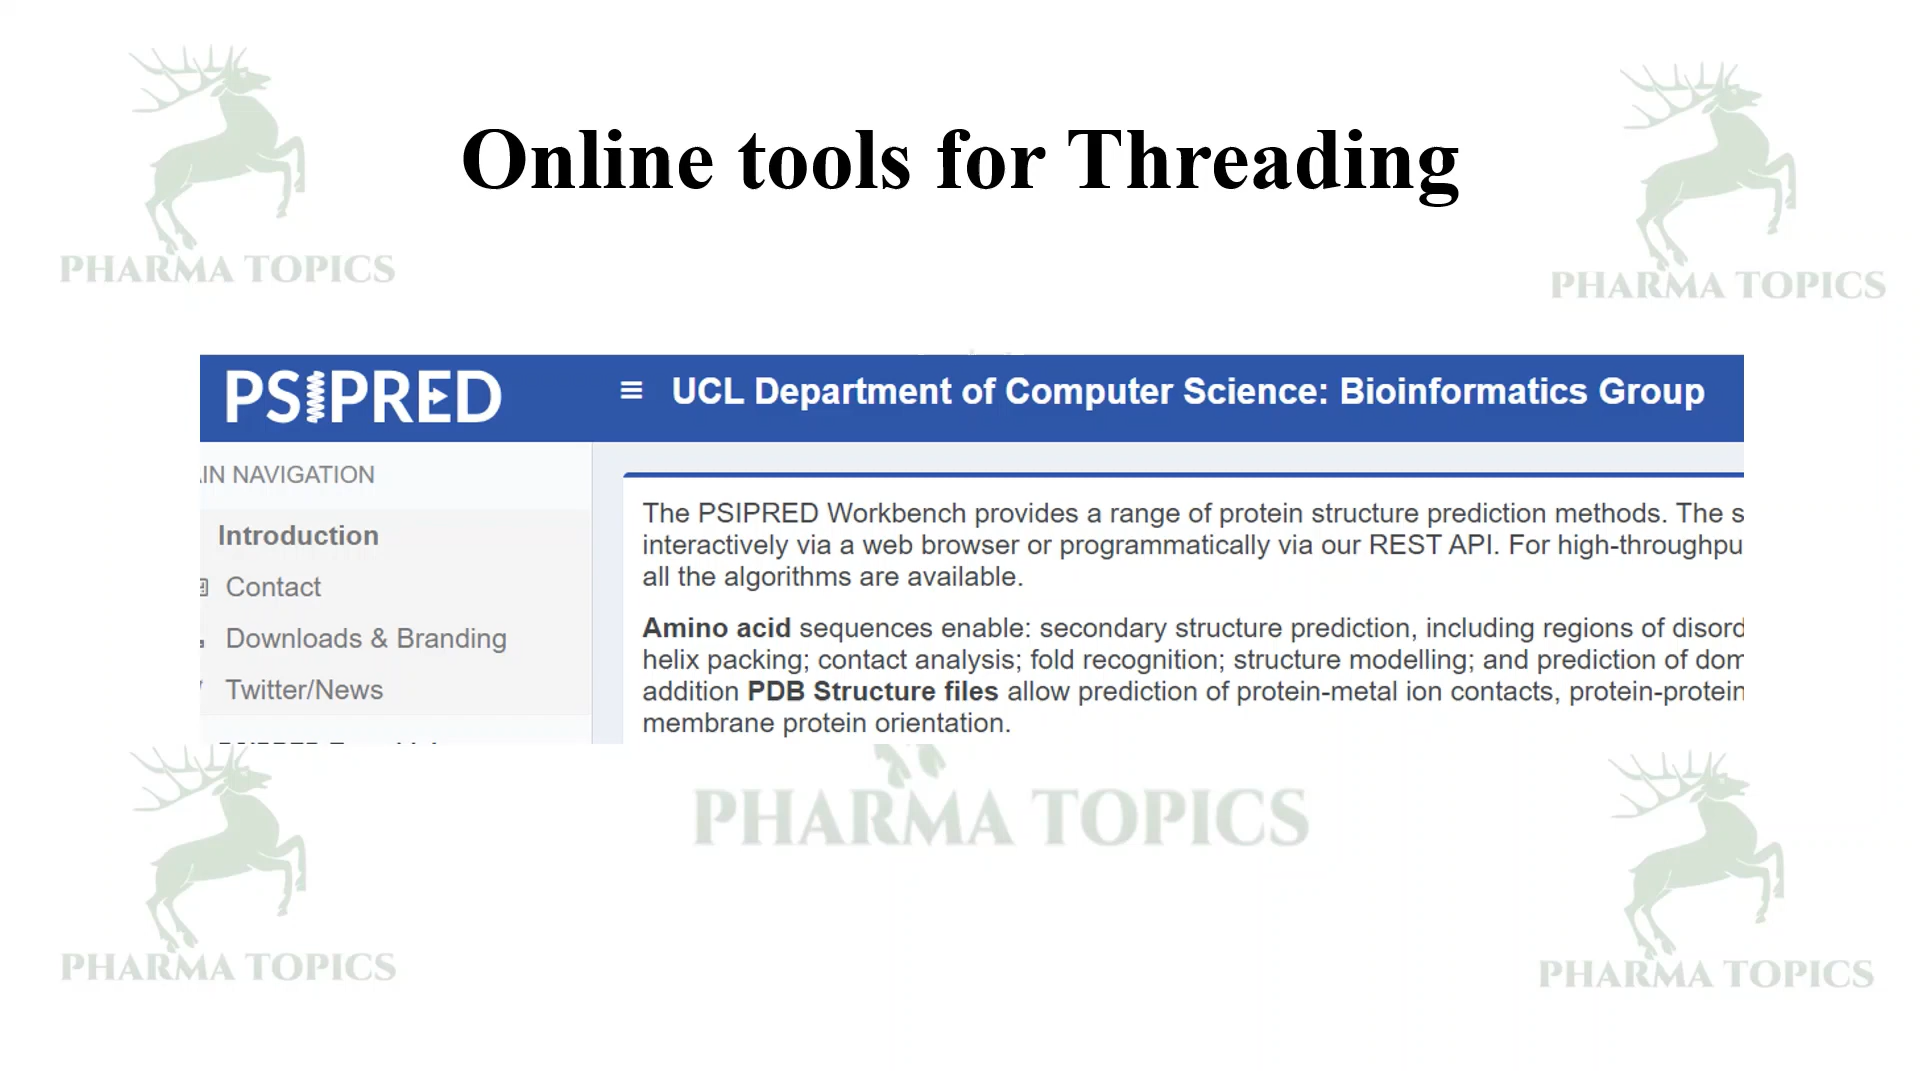 Online tools for Threading
PHARMA TOPICS
PHARMA TOPICS
PSIPRED
UCL Department of Computer Science: Bioinformatics Group
IN NAVIGATION
Introduction
Contact
Downloads & Branding
Twitter/News
The PSIPRED Workbench provides a range of protein structure prediction methods. The
interactively via a web browser or programmatically via our REST API. For
all the algorithms are available.
Amino acid sequences enable: secondary structure prediction, including regions of
helix packing; contact analysis; fold recognition; structure modelling; and prediction of
addition PDB Structure files allow prediction of protein-metal ion contacts, protein-protein
membrane protein orientation.
PHARMA TOPICS
PHARMA TOPICS
PHARMA TOPICS